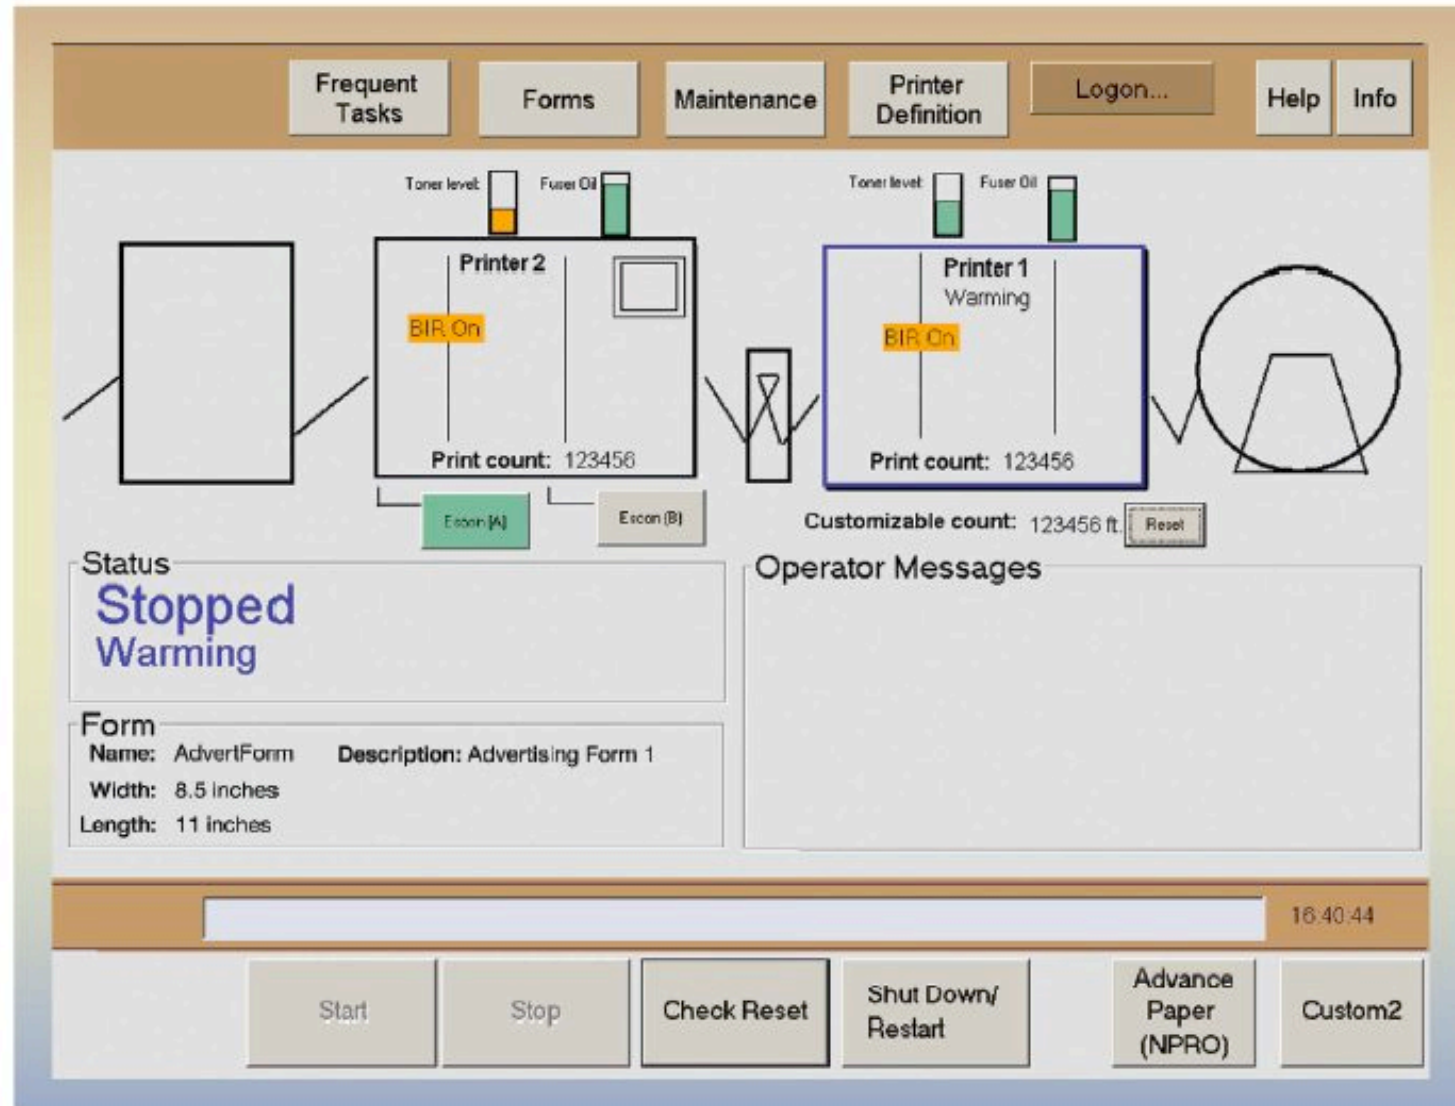 Frequent
Tasks
Forms
Maintenance
Printer
Definition
Logon...
Help
Info
Toner level:
Fuser Oil
Toner level:
Fuser Oil
Printer 2
BIR On
Print count: 123456
Printer 1
Warming
BIR On
Print count: 123456
Escon [A]
Escon (B)
Customizable count: 123456 ft.
Reset
Status
Stopped
Warming
Operator Messages
Form
Name: AdvertForm Description: Advertising Form 1
Width: 8.5 inches
Length: 11 inches
16:40:44
Start
Stop
Check Reset
Shut Down/
Restart
Advance
Paper
(NPRO)
Custom2